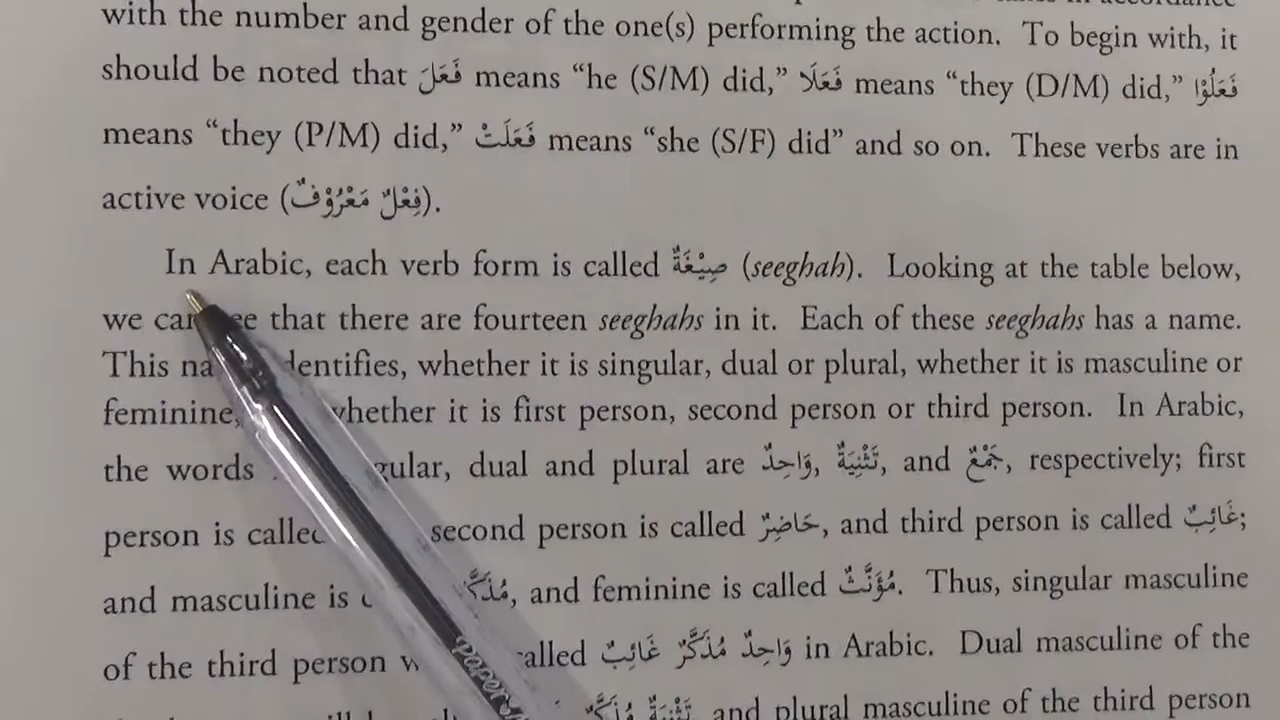 with the number and gender of the one(s) performing the action. To begin with, it
should be noted that فَعَلَ means “he (S/M) did,” فَعَلَا means “they (D/M) did,” فَعَلُوْا
means “they (P/M) did,” فَعَلَتْ means “she (S/F) did” and so on. These verbs are in
active voice (فِعْلٌ مَعْرُوْفٌ).
In Arabic, each verb form is called صِيْغَةٌ (seeghah). Looking at the table below,
we can see that there are fourteen seeghahs in it. Each of these seeghahs has a name.
This identifies, whether it is singular, dual or plural, whether it is masculine or
feminine, whether it is first person, second person or third person. In Arabic,
the words dual and plural are وَاحِدٌ, تَثْنِيَةٌ, and جَمْعٌ, respectively; first
person is called second person is called حَاضِرٌ, and third person is called غَائِبٌ;
and masculine is and feminine is called مُؤَنَّثٌ. Thus, singular masculine
of the third person called وَاحِدٌ مُذَكَّرٌ غَائِبٌ in Arabic. Dual masculine of the
تَثْنِيَةٌ and plural masculine of the third person
Paper